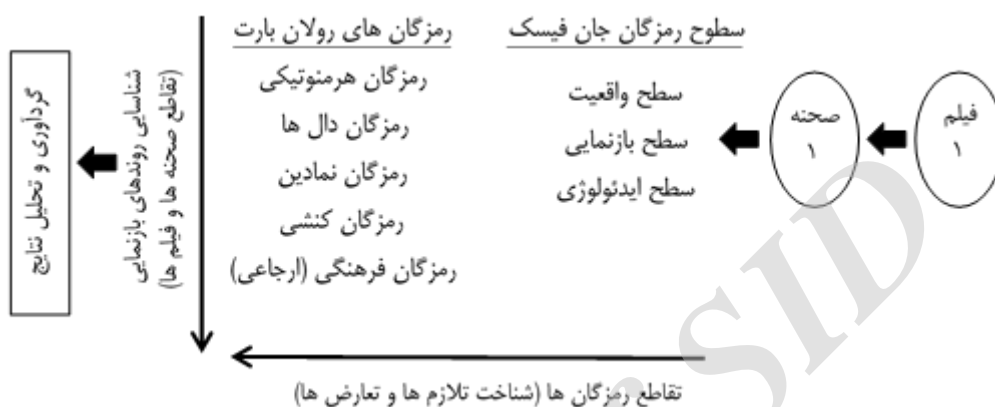 فیلم
۱
صحنه
۱
سطوح رمزگان جان فیسک
سطح واقعیت
سطح بازنمایی
سطح ایدئولوژی
رمزگان های رولان بارت
رمزگان هرمنوتیکی
رمزگان دال ها
رمزگان نمادین
رمزگان کنشی
رمزگان فرهنگی (ارجاعی)
شناسایی روندهای بازنمایی
(تقاطع صحنه ها و فیلم ها)
گردآوری و تحلیل نتایج
تقاطع رمزگان ها (شناخت تلازم ها و تعارض ها)
SID